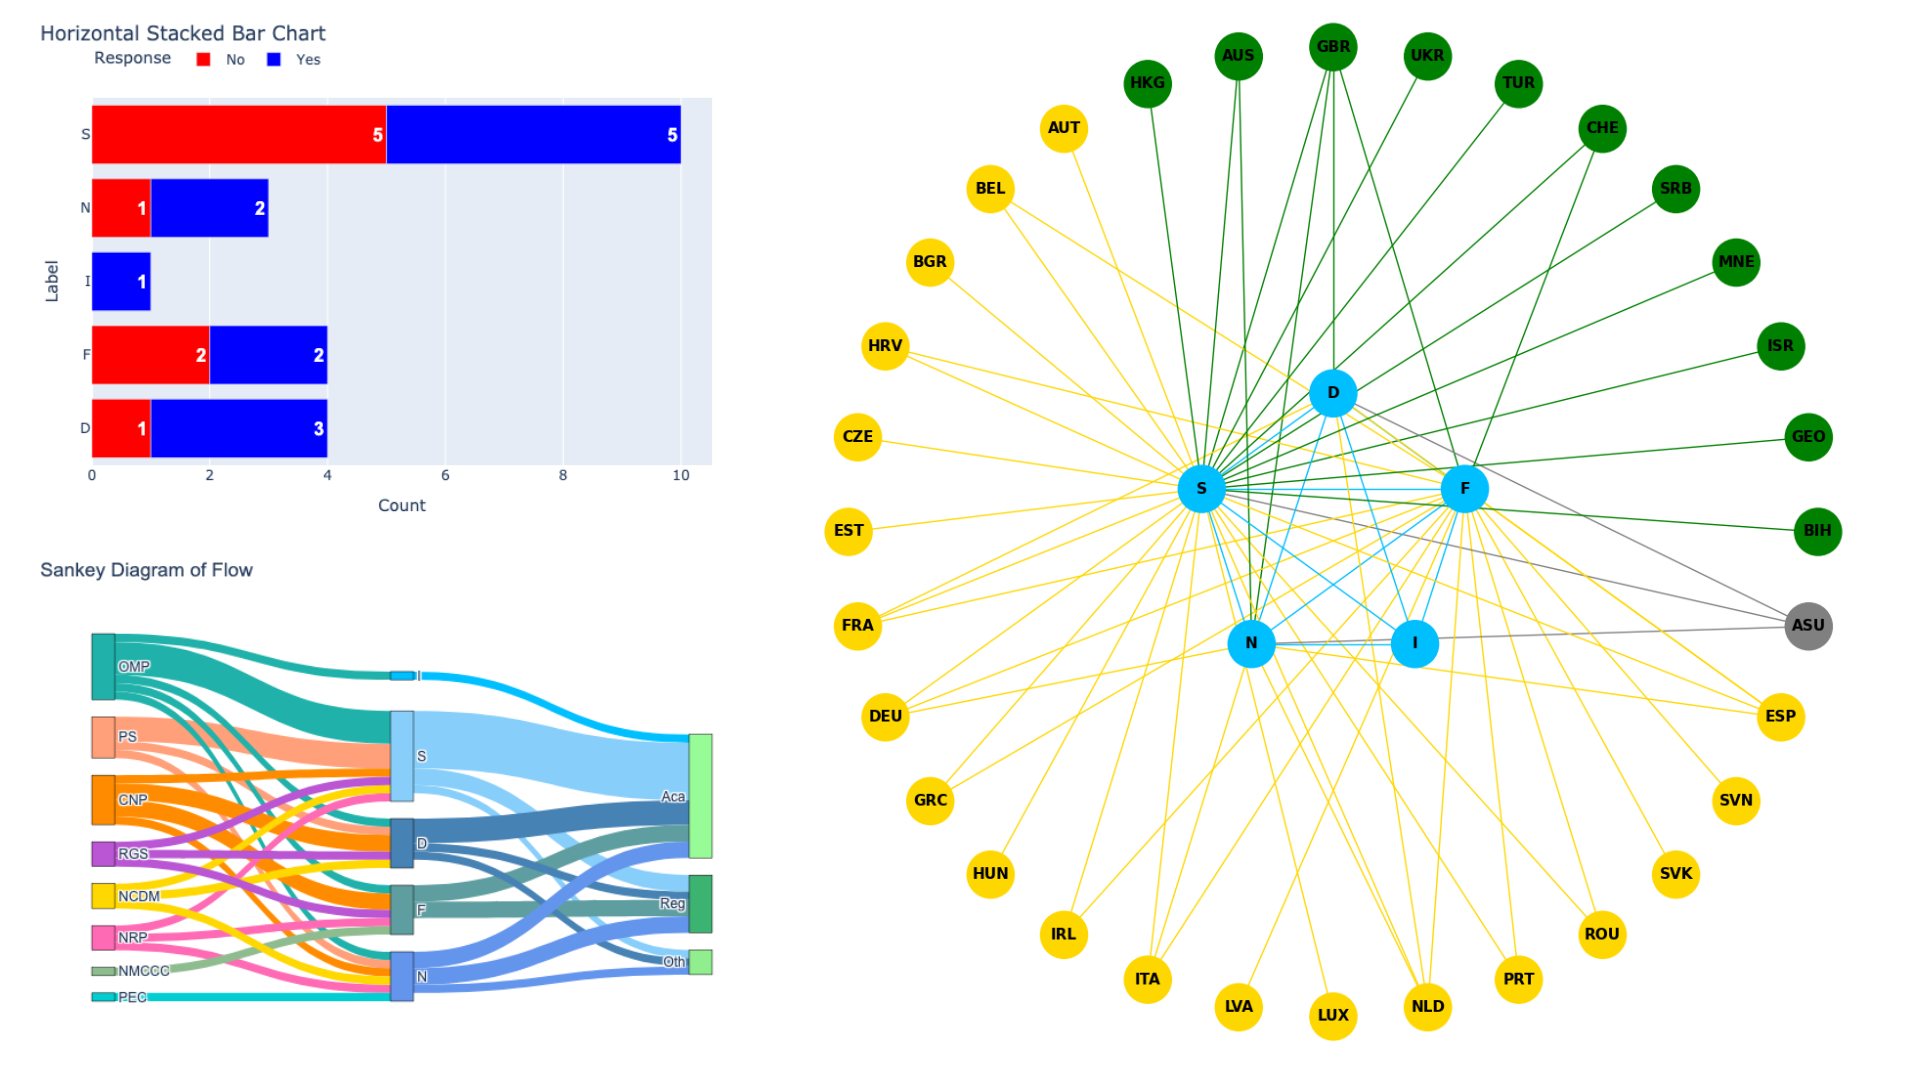 Horizontal Stacked Bar Chart
Response No Yes
S 5 5
N 1 2
I 1
F 2 2
D 1 3
0 2 4 6 8 10
Label
Count
Sankey Diagram of Flow
OMP
PS
CNP
RGS
NCDM
NRP
NMCCC
PEC
I
S
D
F
N
Aca
Reg
Oth
GBR
AUS
UKR
HKG
TUR
AUT
CHE
BEL
SRB
BGR
MNE
HRV
ISR
D
CZE
GEO
S
F
EST
BIH
FRA
ASU
N
I
DEU
ESP
GRC
SVN
HUN
SVK
IRL
ROU
ITA
PRT
LVA
NLD
LUX